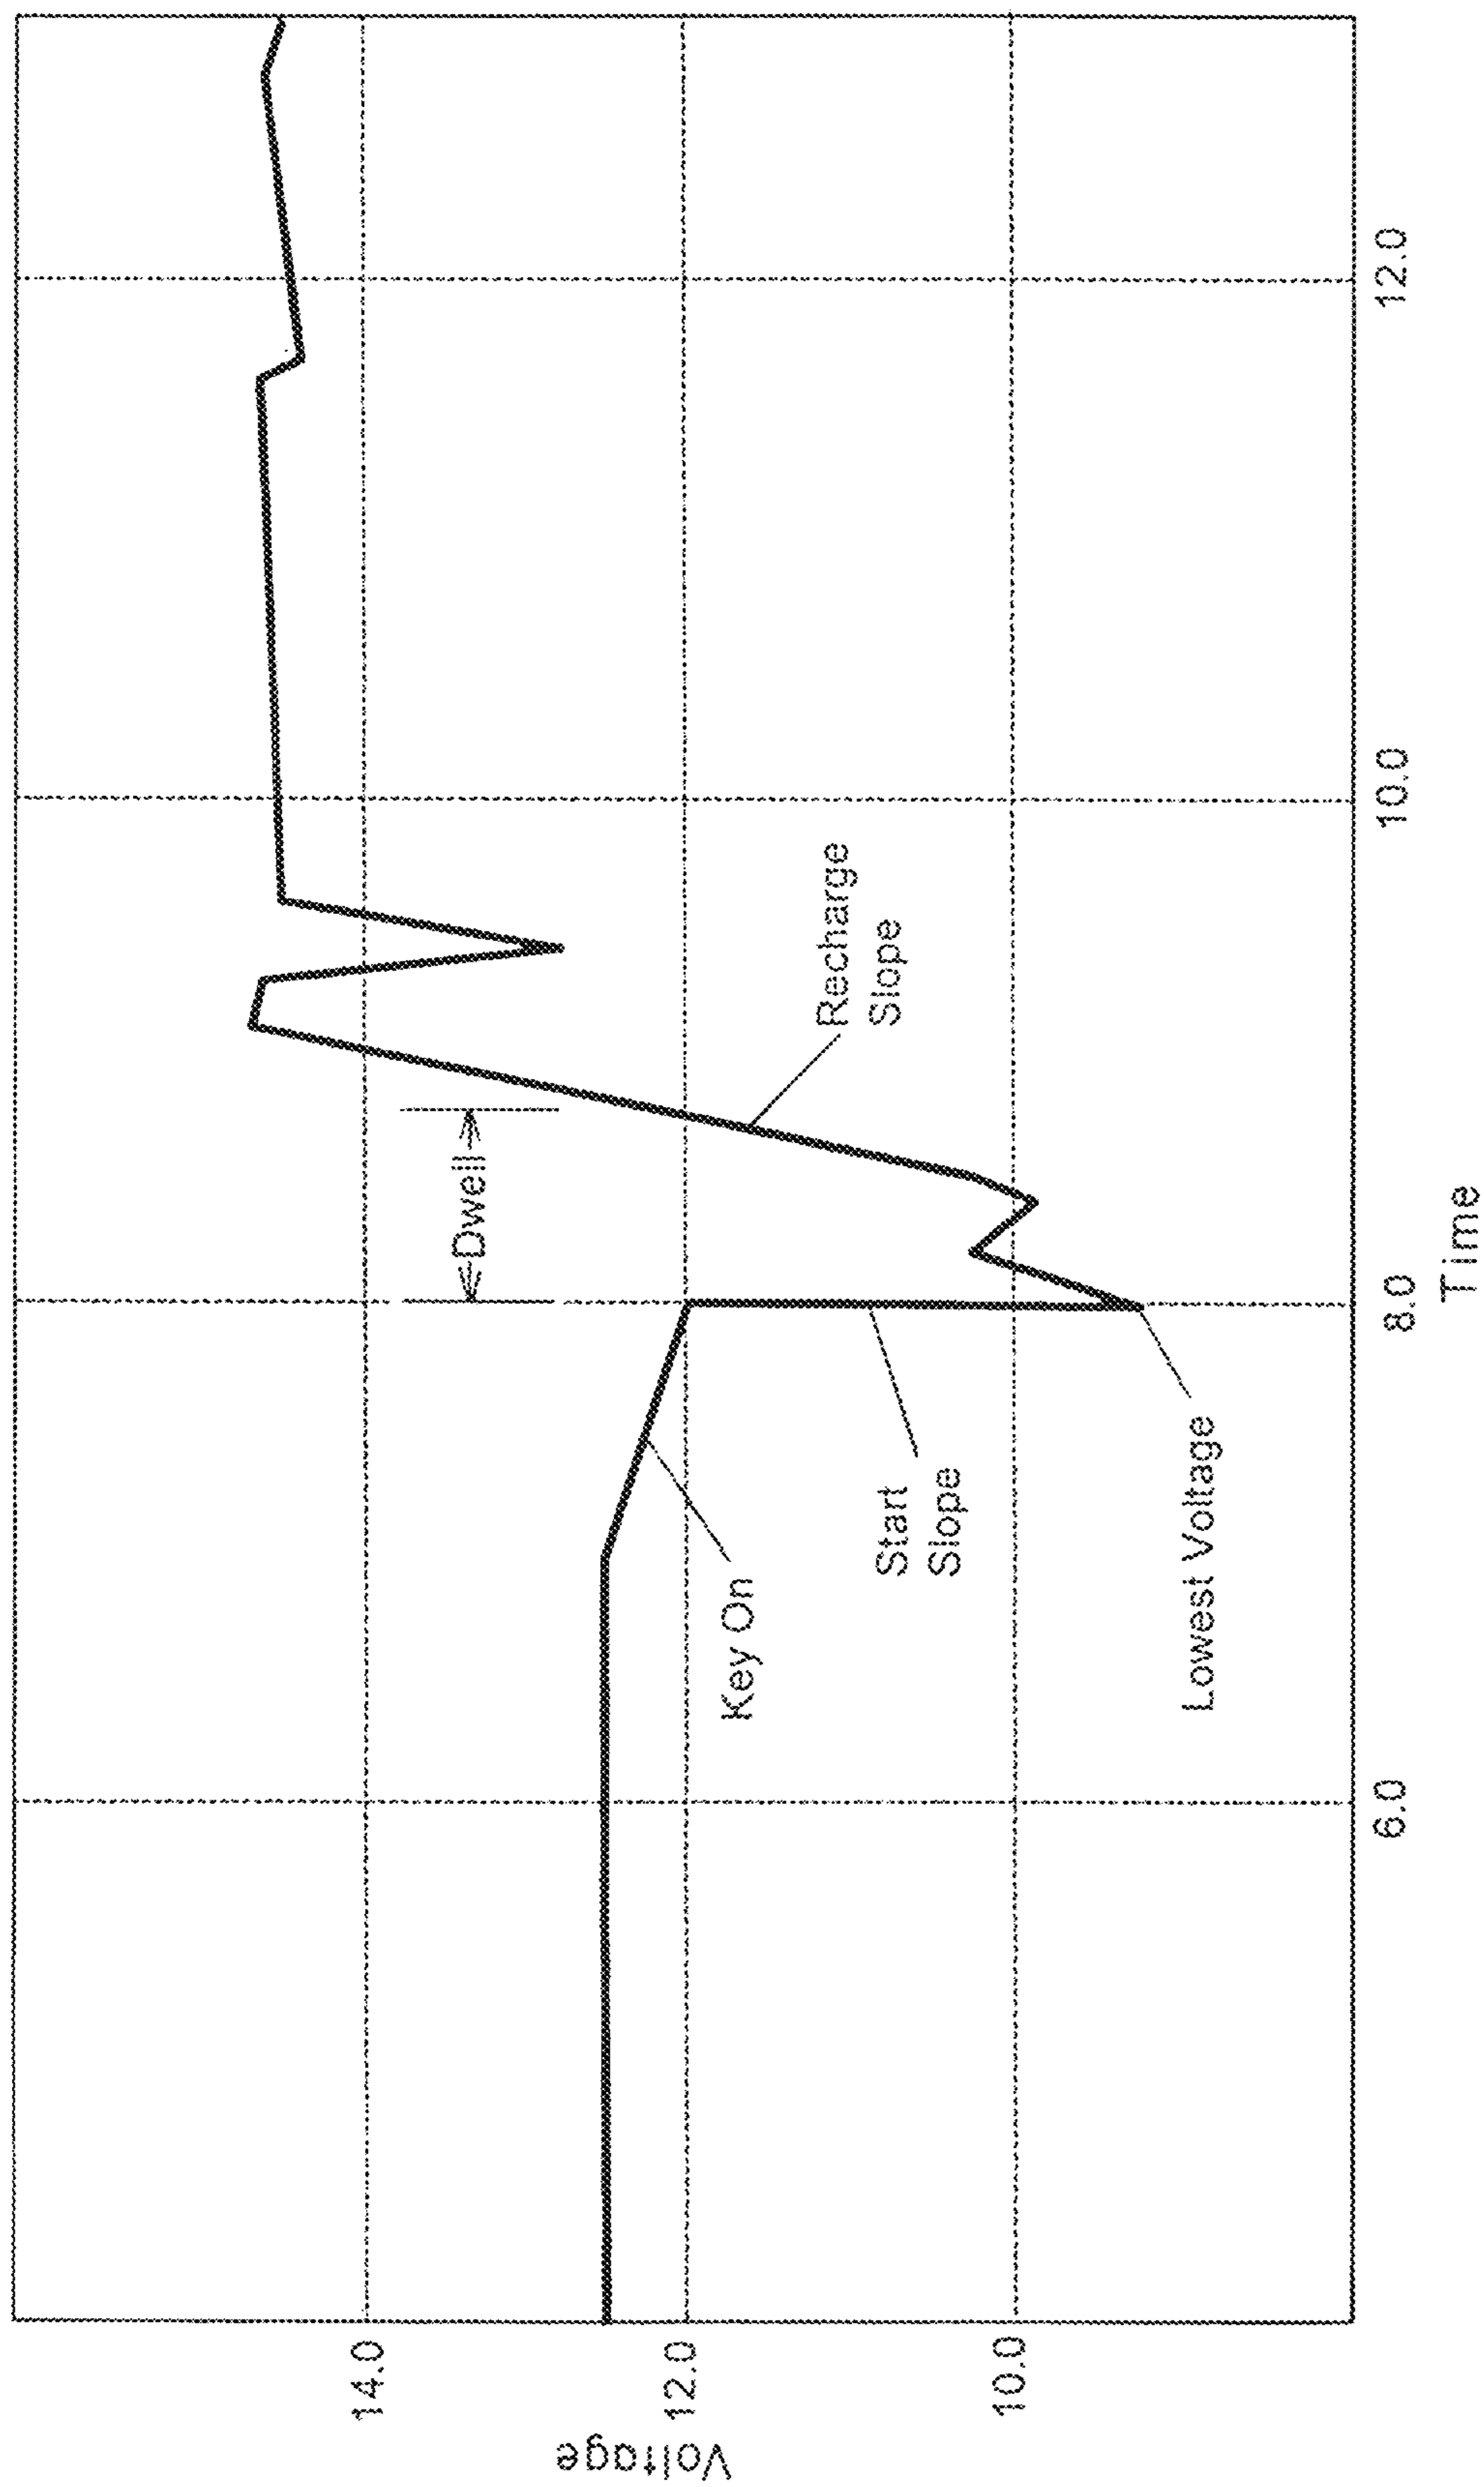 Voltage
14.0
12.0
10.0
Dwell
Key On
Start
Slope
Lowest Voltage
Recharge
Slope
6.0
8.0
10.0
12.0
Time